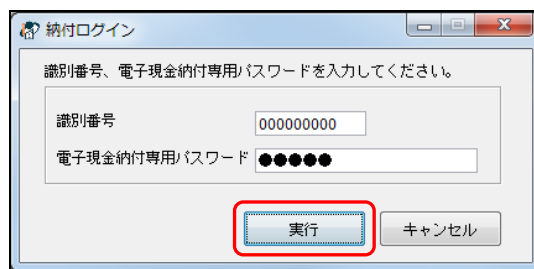 納付ログイン
識別番号、電子現金納付専用パスワードを入力してください。
識別番号 000000000
電子現金納付専用パスワード ●●●●●
実行 キャンセル